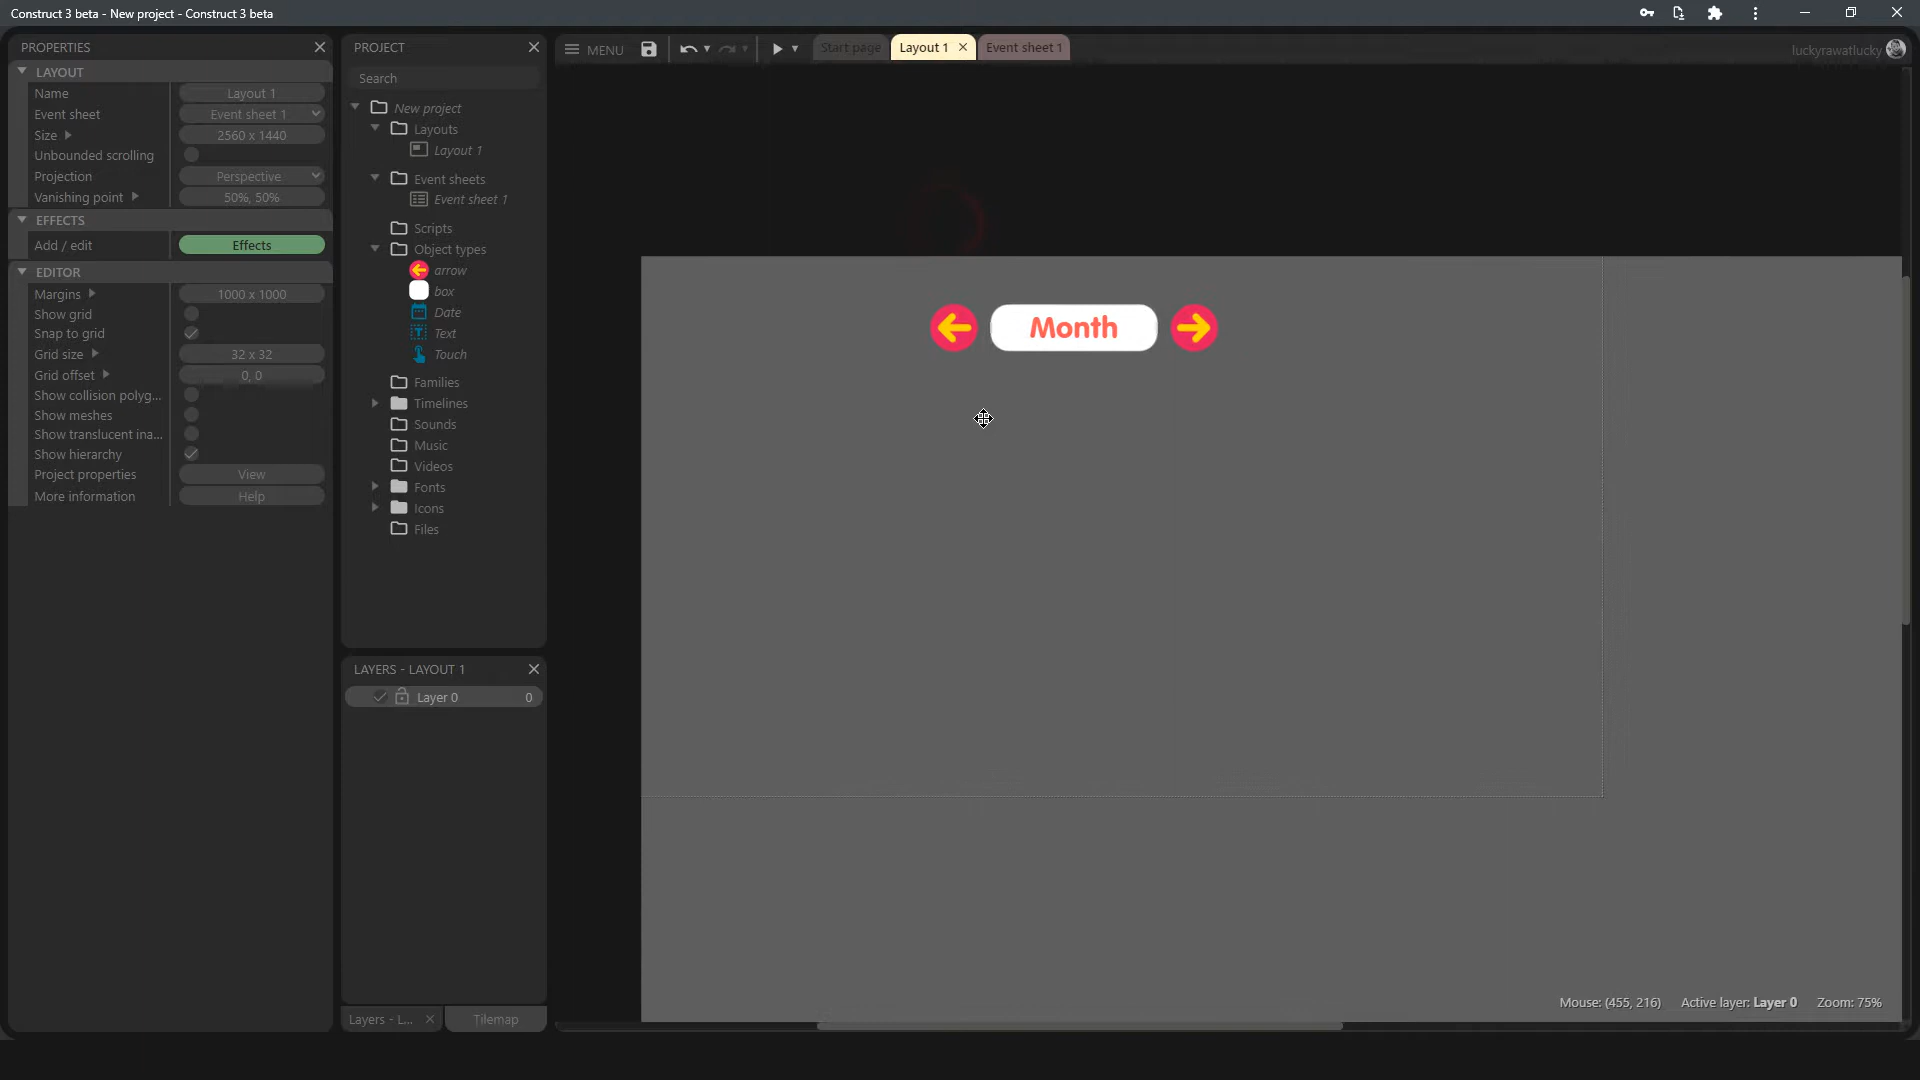 Construct 3 beta - New project - Construct 3 beta
PROPERTIES
LAYOUT
Name Layout 1
Event sheet Event sheet 1
Size 2560 x 1440
Unbounded scrolling
Projection Perspective
Vanishing point 50%, 50%
EFFECTS
Add / edit Effects
EDITOR
Margins 1000 x 1000
Show grid
Snap to grid
Grid size 32 x 32
Grid offset 0, 0
Show collision polyg...
Show meshes
Show translucent ina...
Show hierarchy
Project properties View
More information Help
PROJECT
Search
New project
Layouts
Layout 1
Event sheets
Event sheet 1
Scripts
Object types
arrow
box
Date
Text
Touch
Families
Timelines
Sounds
Music
Videos
Fonts
Icons
Files
LAYERS - LAYOUT 1
Layer 0 0
Layers - L... Tilemap
MENU Start page Layout 1 Event sheet 1 luckyrawatlucky
Month
Mouse: (455, 216) Active layer: Layer 0 Zoom: 75%